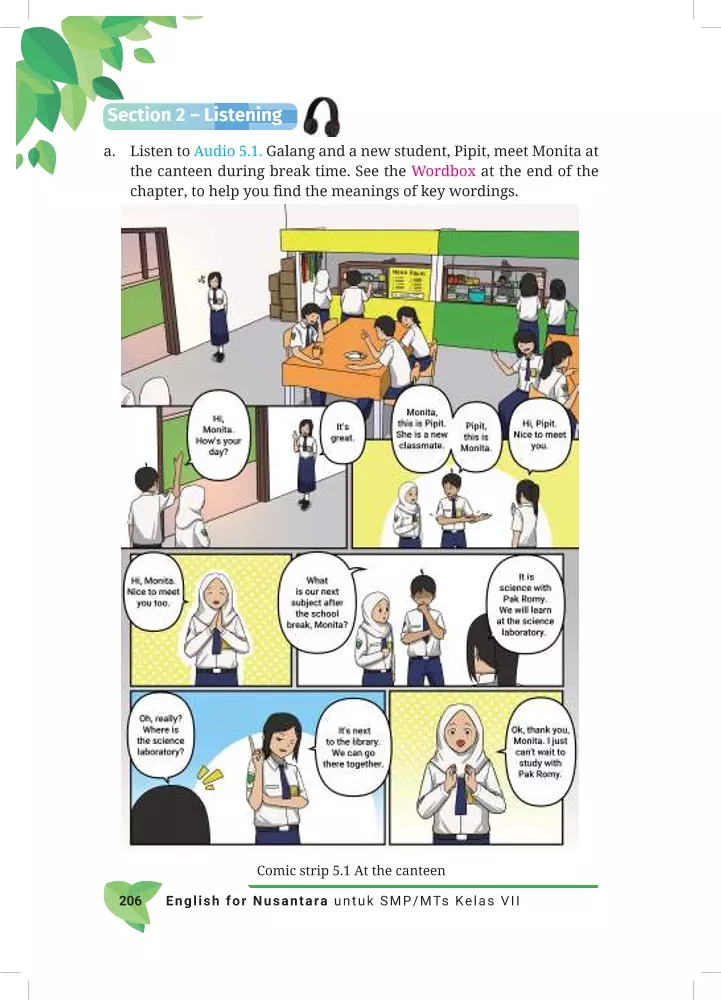 Section 2 – Listening
a. Listen to Audio 5.1. Galang and a new student, Pipit, meet Monita at
the canteen during break time. See the Wordbox at the end of the
chapter, to help you find the meanings of key wordings.
Hi,
Monita.
How's your
day?
It's
great.
Monita,
this is Pipit.
She is a new
classmate.
Pipit,
this is
Monita.
Hi, Pipit.
Nice to meet
you.
Hi, Monita.
Nice to meet
you too.
What
is our next
subject after
the school
break, Monita?
It is
science with
Pak Romy.
We will learn
at the science
laboratory.
Oh, really?
Where is
the science
laboratory?
It's next
to the library.
We can go
there together.
Ok, thank you,
Monita. I just
can't wait to
study with
Pak Romy.
Comic strip 5.1 At the canteen
206 English for Nusantara untuk SMP/MTs Kelas VII